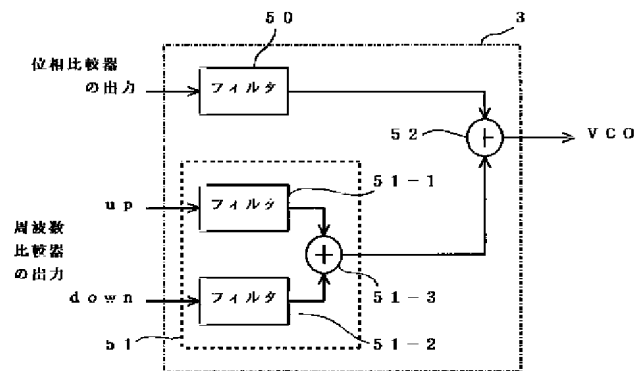 50
3
位相比較器
の出力
フィルタ
52
VCO
up
フィルタ
51-1
周波数
比較器
の出力
51-3
down
フィルタ
51
51-2